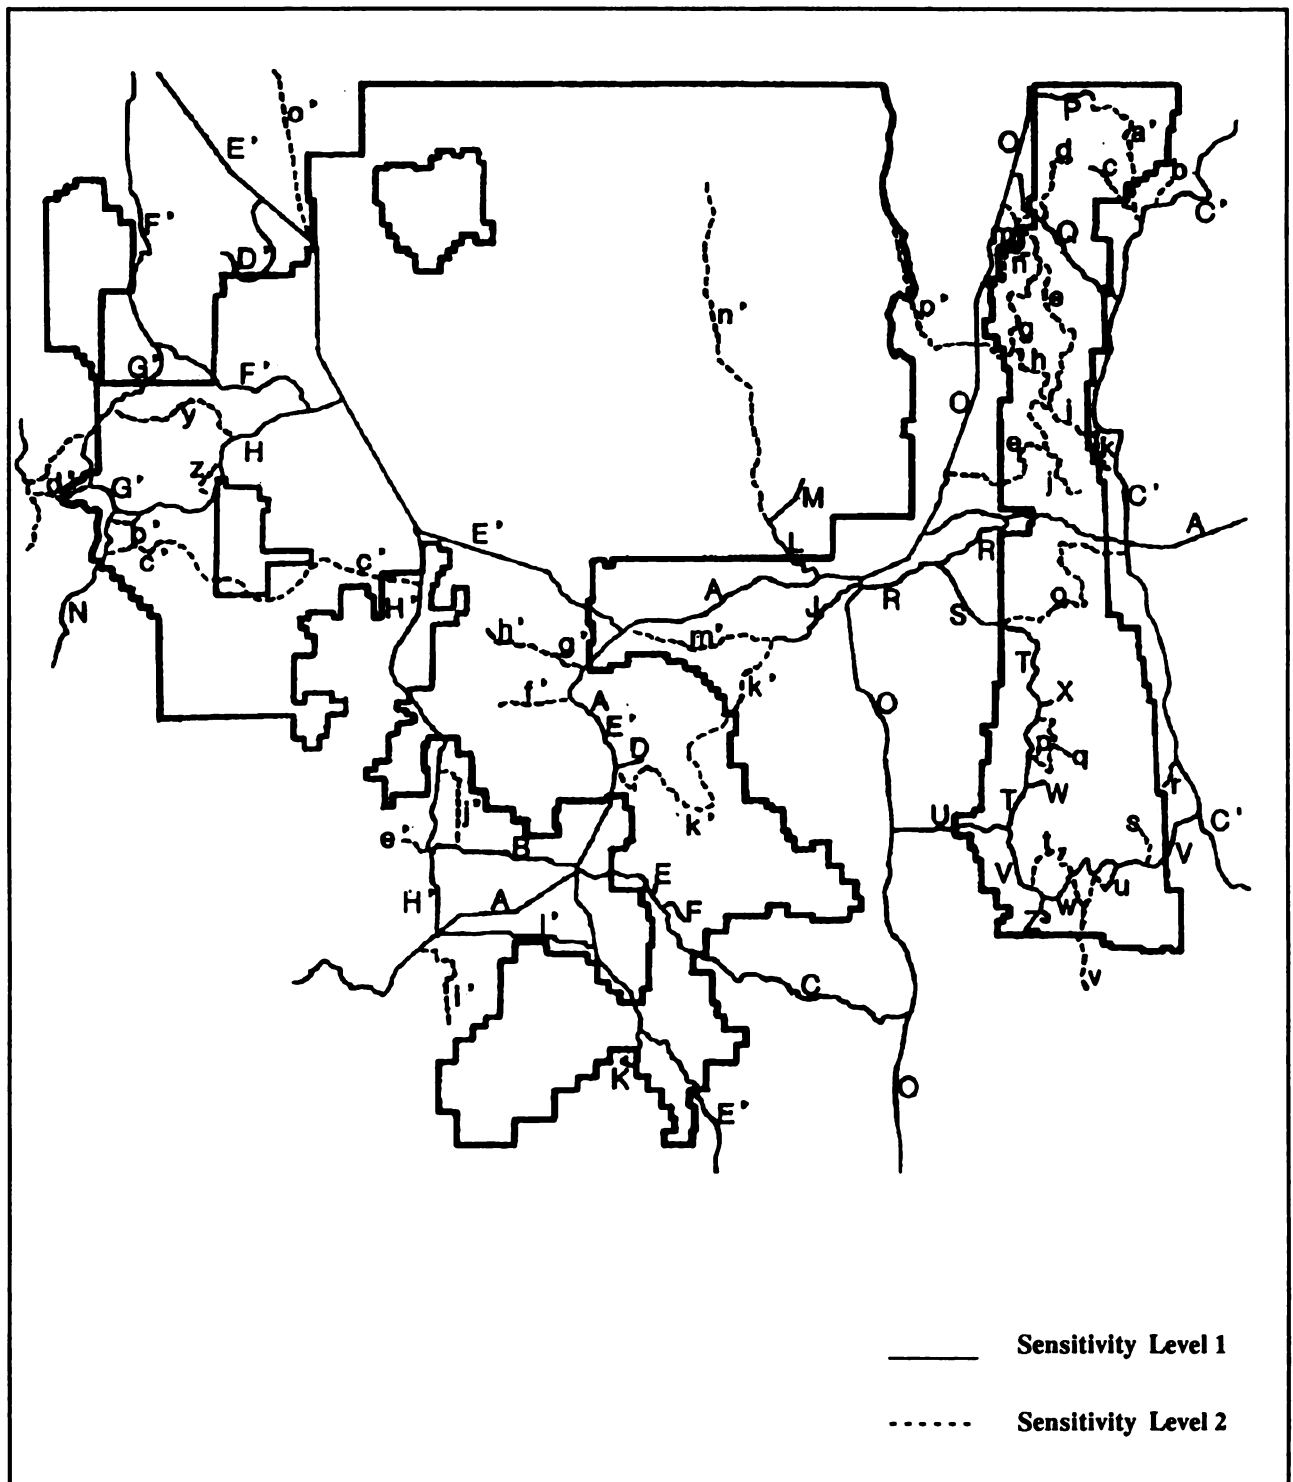 o'
E'
P
O
d
a'
c
b
C'
F'
D'
Q
m
n
e
n'
p'
g
h
G'
F'
y
O
i
H
z
e
k
d'
G'
j
C'
M
b'
A
c'
c'
E'
L
R
H'
A
J
R
N
S
o
h'
g'
m'
T
f'
k'
X
A
O
E'
D
p
q
r
W
j'
k'
T
U
s
C'
e'
B
t
V
V
E
u
H'
A
F
w
i'
Z
l'
C
v
K
O
E'
Sensitivity Level 1
Sensitivity Level 2